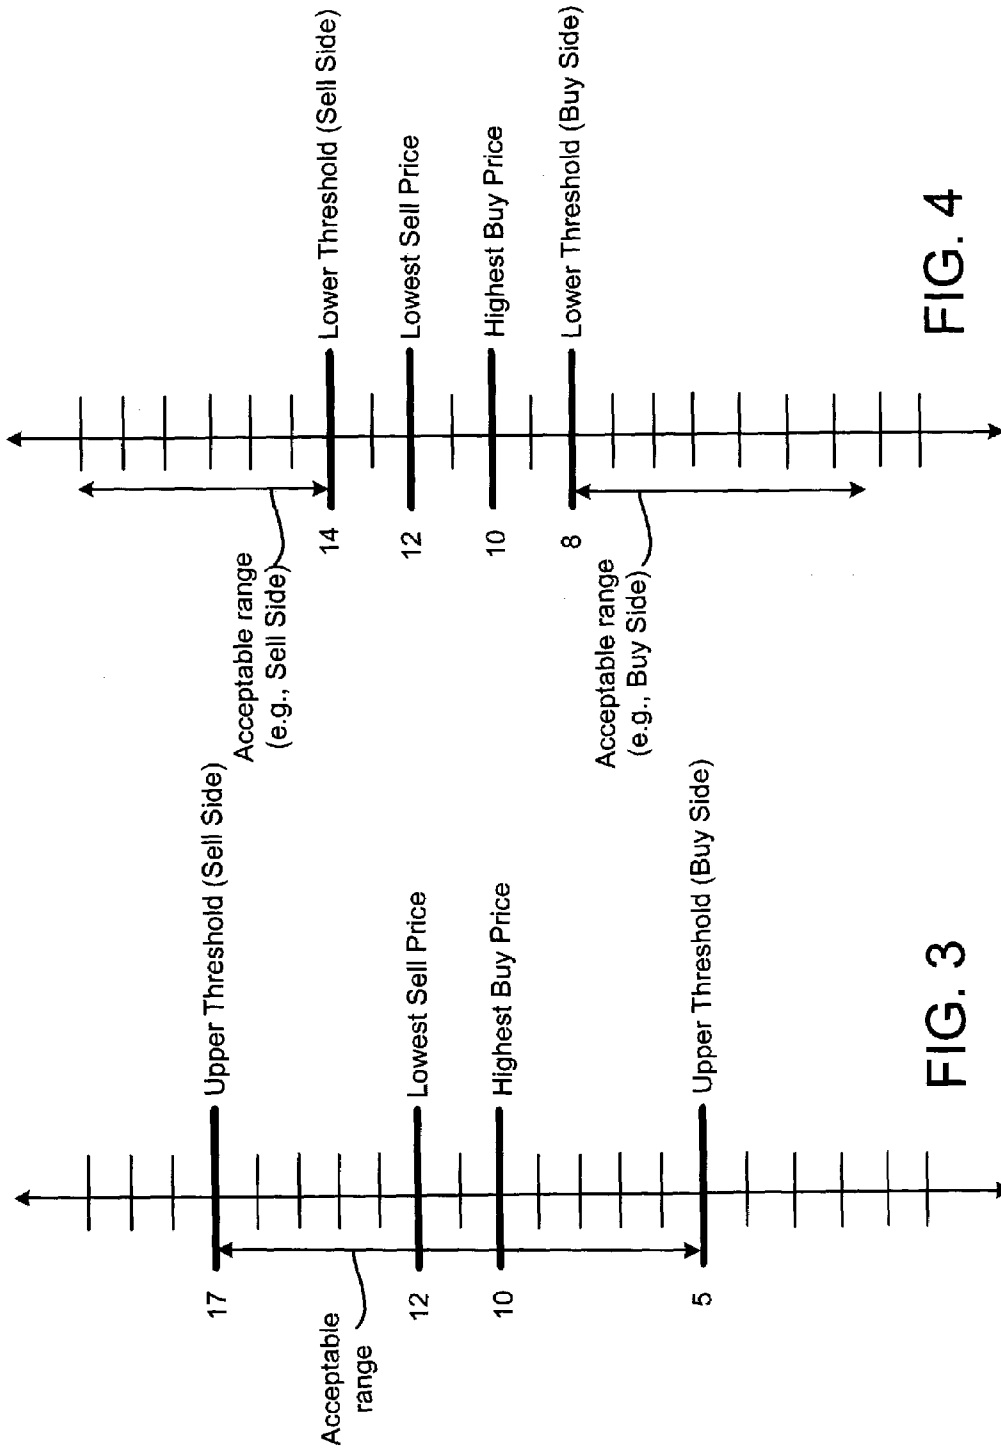 17
Upper Threshold (Sell Side)
Acceptable
range
12
Lowest Sell Price
10
Highest Buy Price
5
Upper Threshold (Buy Side)
FIG. 3
Acceptable range
(e.g., Sell Side)
14
Lower Threshold (Sell Side)
12
Lowest Sell Price
10
Highest Buy Price
8
Lower Threshold (Buy Side)
Acceptable range
(e.g., Buy Side)
FIG. 4